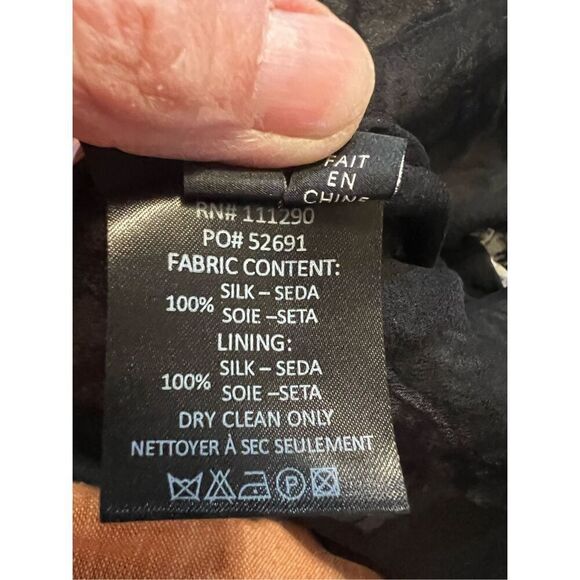 FAIT
EN
CHINE
RN# 111290
PO# 52691
FABRIC CONTENT:
100% SILK – SEDA
SOIE –SETA
LINING:
100% SILK – SEDA
SOIE –SETA
DRY CLEAN ONLY
NETTOYER À SEC SEULEMENT
P